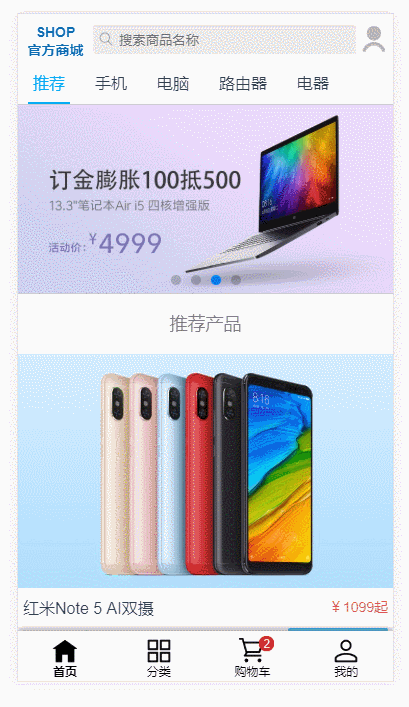 SHOP
官方商城
搜索商品名称
推荐 手机 电脑 路由器 电器
订金膨胀100抵500
13.3"笔记本Air i5 四核增强版
活动价: ¥4999
推荐产品
8:16
红米Note 5 AI双摄 ¥1099起
2
首页 分类 购物车 我的